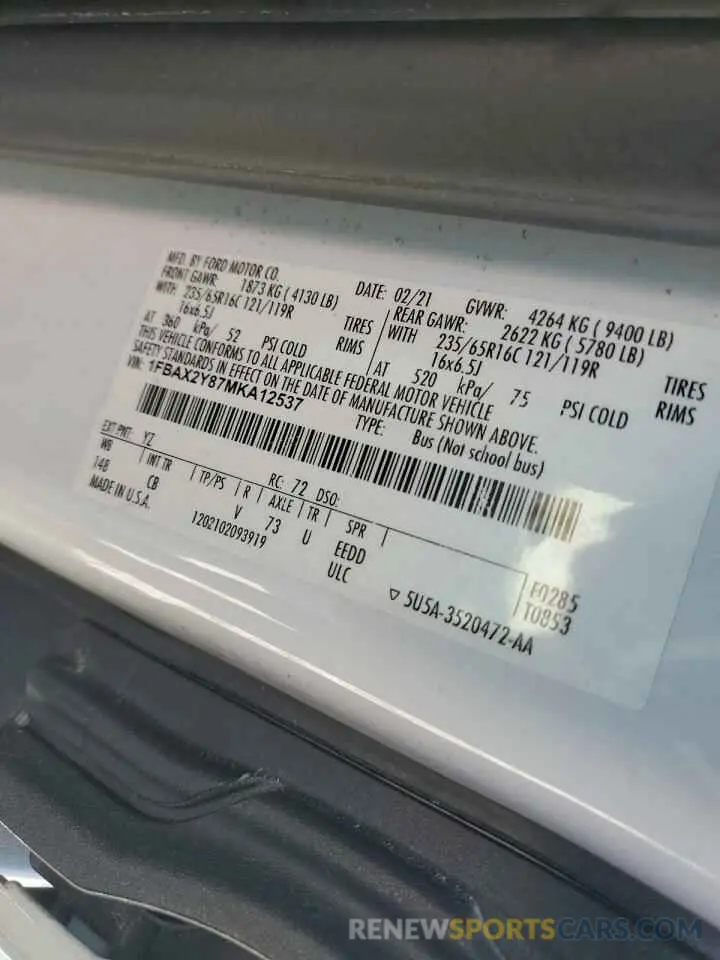 MFD. BY FORD MOTOR CO. DATE: 02/21 GVWR: 4264 KG ( 9400 LB)
FRONT GAWR: 1873 KG ( 4130 LB) REAR GAWR: 2622 KG ( 5780 LB)
WITH 235/65R16C 121/119R TIRES WITH 235/65R16C 121/119R TIRES
16x6.5J RIMS 16x6.5J RIMS
AT 360 kPa/ 52 PSI COLD AT 520 kPa/ 75 PSI COLD
THIS VEHICLE CONFORMS TO ALL APPLICABLE FEDERAL MOTOR VEHICLE
SAFETY STANDARDS IN EFFECT ON THE DATE OF MANUFACTURE SHOWN ABOVE.
VIN: 1FBAX2Y87MKA12537 TYPE: Bus (Not school bus)
EXT PNT: YZ RC: 72 DSO:
WB INT TR TP/PS R AXLE TR SPR F0285
148 CB V 73 U EEDD T0853
MADE IN U.S.A. 1202102093919 ULC
▽ 5U5A-3520472-AA
RENEWSPORTSCARS.COM